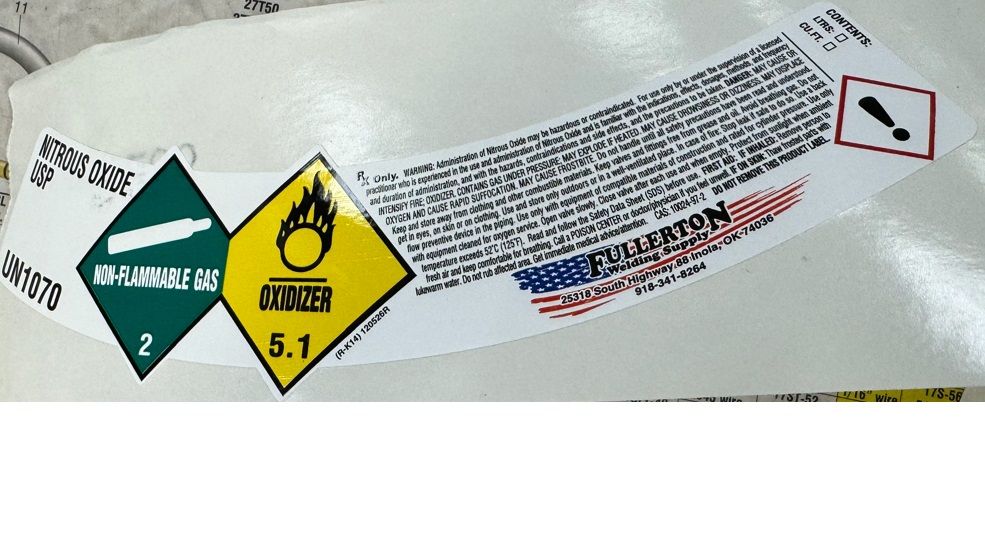 11
27T50
NITROUS OXIDE
USP
UN1070
NON-FLAMMABLE GAS
2
OXIDIZER
5.1
(R-K14) 120526R
Rx Only. WARNING: Administration of Nitrous Oxide may be hazardous or contraindicated. For use only by or under the supervision of a licensed
practitioner who is experienced in the use and administration of Nitrous Oxide and is familiar with the indications, effects, dosages, methods, and frequency
and duration of administration, and with the hazards, contraindications and side effects, and the precautions to be taken. DANGER: MAY CAUSE OR
INTENSIFY FIRE; OXIDIZER. CONTAINS GAS UNDER PRESSURE; MAY EXPLODE IF HEATED. MAY CAUSE DROWSINESS OR DIZZINESS. MAY DISPLACE
OXYGEN AND CAUSE RAPID SUFFOCATION. MAY CAUSE FROSTBITE. Do not handle until all safety precautions have been read and understood.
Keep and store away from clothing and other combustible materials. Keep valves and fittings free from grease and oil. Avoid breathing gas. Do not
get in eyes, on skin or on clothing. Use and store only outdoors or in a well-ventilated place. In case of fire: Stop leak if safe to do so. Use a back
flow preventive device in the piping. Use only with equipment of compatible materials of construction and rated for cylinder pressure. Use only
with equipment cleaned for oxygen service. Open valve slowly. Close valve after each use and when empty. Protect from sunlight when ambient
temperature exceeds 52°C (125°F). Read and follow the Safety Data Sheet (SDS) before use. FIRST AID: IF INHALED: Remove person to
fresh air and keep comfortable for breathing. Call a POISON CENTER or doctor/physician if you feel unwell. IF ON SKIN: Thaw frosted parts with
lukewarm water. Do not rub affected area. Get immediate medical advice/attention. CAS: 10024-97-2 DO NOT REMOVE THIS PRODUCT LABEL.
FULLERTON
Welding Supply
25318 South Highway 88 Inola, OK-74036
918-341-8264
CONTENTS:
LTRS:
CU.FT.
wire
17ST-52
1/16" wire
17S-56